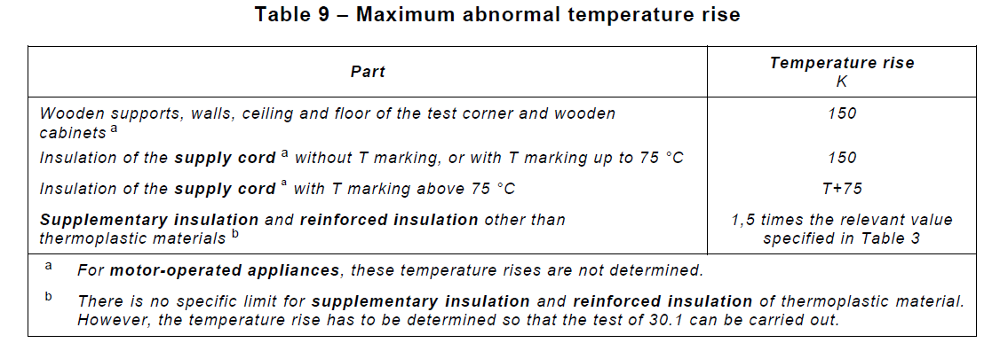 Table 9 – Maximum abnormal temperature rise
Part
Temperature rise
K
Wooden supports, walls, ceiling and floor of the test corner and wooden
cabinets a
150
Insulation of the supply cord a without T marking, or with T marking up to 75 °C
150
Insulation of the supply cord a with T marking above 75 °C
T+75
Supplementary insulation and reinforced insulation other than
thermoplastic materials b
1,5 times the relevant value
specified in Table 3
a For motor-operated appliances, these temperature rises are not determined.
b There is no specific limit for supplementary insulation and reinforced insulation of thermoplastic material.
However, the temperature rise has to be determined so that the test of 30.1 can be carried out.